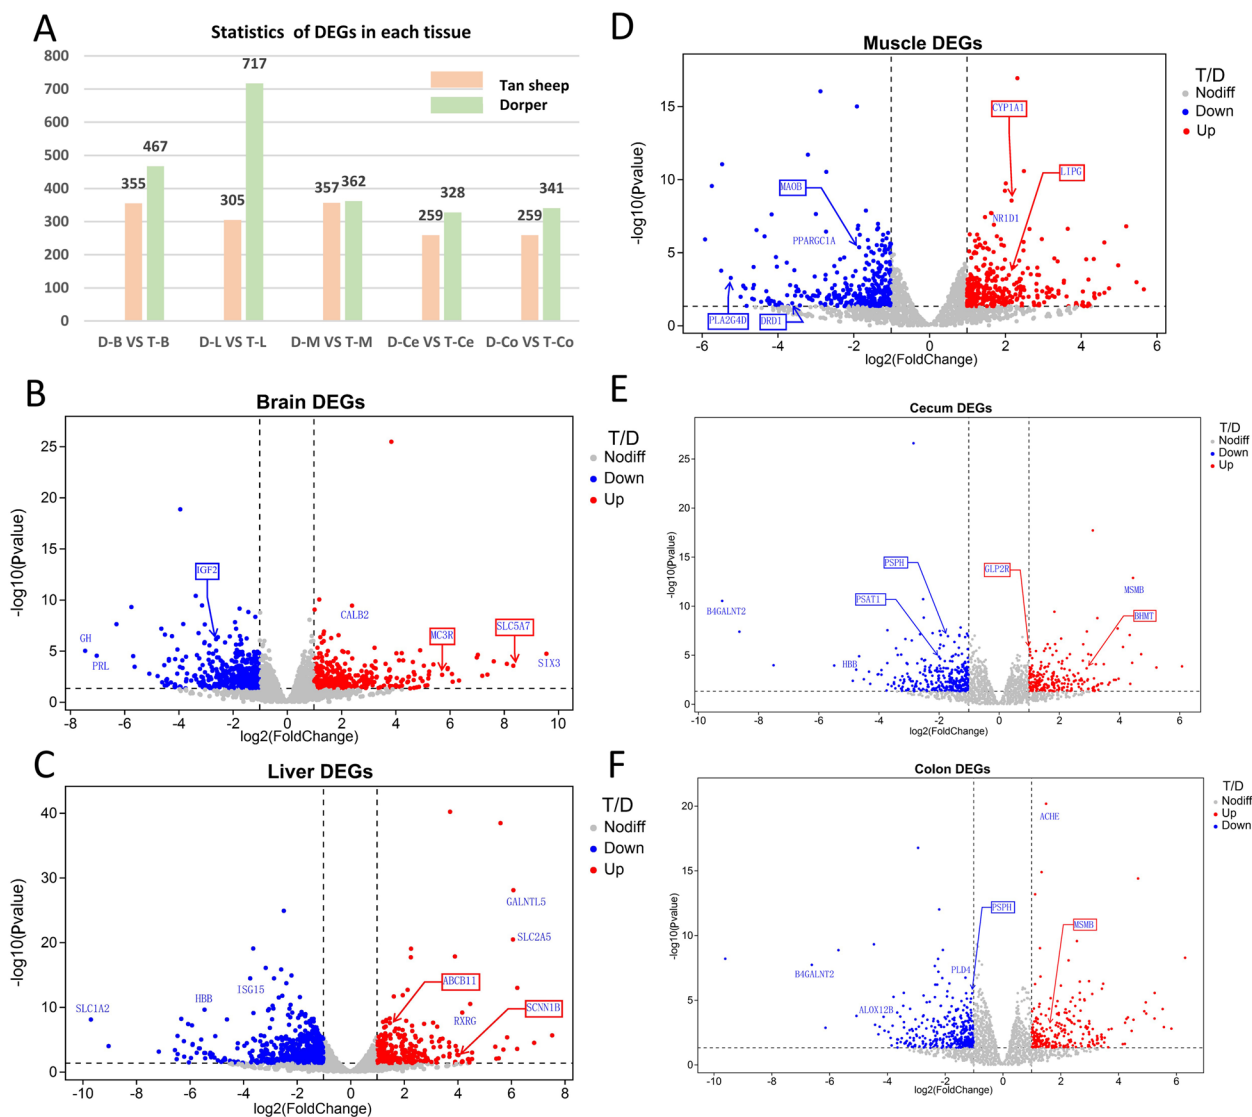 A
Statistics of DEGs in each tissue
800
700
600
500
400
300
200
100
0
355
467
305
717
357
362
259
328
259
341
Tan sheep
Dorper
D-B VS T-B
D-L VS T-L
D-M VS T-M
D-Ce VS T-Ce
D-Co VS T-Co
B
Brain DEGs
-log10(Pvalue)
25
20
15
10
5
0
IGF2
GH
PRL
CALB2
MC3R
SLC5A7
SIX3
-8 -6 -4 -2 0 2 4 6 8 10
log2(FoldChange)
T/D
Nodiff
Down
Up
C
Liver DEGs
-log10(Pvalue)
40
30
20
10
0
SLC1A2
HBB
ISG15
GALNTL5
SLC2A5
ABCB11
SCNN1B
RXRG
-10 -8 -6 -4 -2 0 2 4 6 8
log2(FoldChange)
T/D
Nodiff
Down
Up
D
Muscle DEGs
-log10(Pvalue)
15
10
5
0
CYP1A1
LIPG
MAOB
NR1D1
PPARGC1A
PLA2G4D
DRD1
-6 -4 -2 0 2 4 6
log2(FoldChange)
T/D
Nodiff
Down
Up
E
Cecum DEGs
-log10(Pvalue)
25
20
15
10
5
0
PSPH
GLP2R
MSMB
PSAT1
B4GALNT2
BHMT
HBB
-10 -8 -6 -4 -2 0 2 4 6
log2(FoldChange)
T/D
Nodiff
Down
Up
F
Colon DEGs
-log10(Pvalue)
20
15
10
5
0
ACHE
PSPH
MSMB
B4GALNT2
PLD4
ALOX12B
-10 -8 -6 -4 -2 0 2 4 6
log2(FoldChange)
T/D
Nodiff
Up
Down